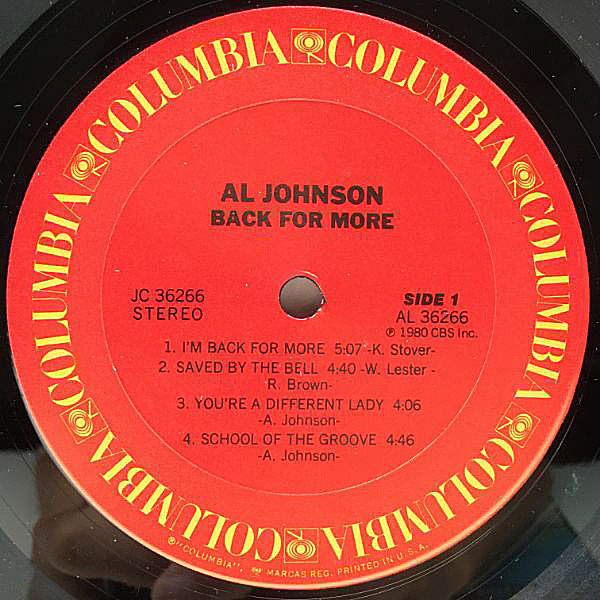 COLUMBIA COLUMBIA COLUMBIA COLUMBIA COLUMBIA COLUMBIA COLUMBIA COLUMBIA
AL JOHNSON
BACK FOR MORE
JC 36266
STEREO
SIDE 1
AL 36266
℗ 1980 CBS Inc.
1. I'M BACK FOR MORE 5:07 -K. Stover-
2. SAVED BY THE BELL 4:40 -W. Lester -
R. Brown-
3. YOU'RE A DIFFERENT LADY 4:06
-A. Johnson-
4. SCHOOL OF THE GROOVE 4:46
-A. Johnson-
®"COLUMBIA", MARCAS REG. PRINTED IN U.S.A.